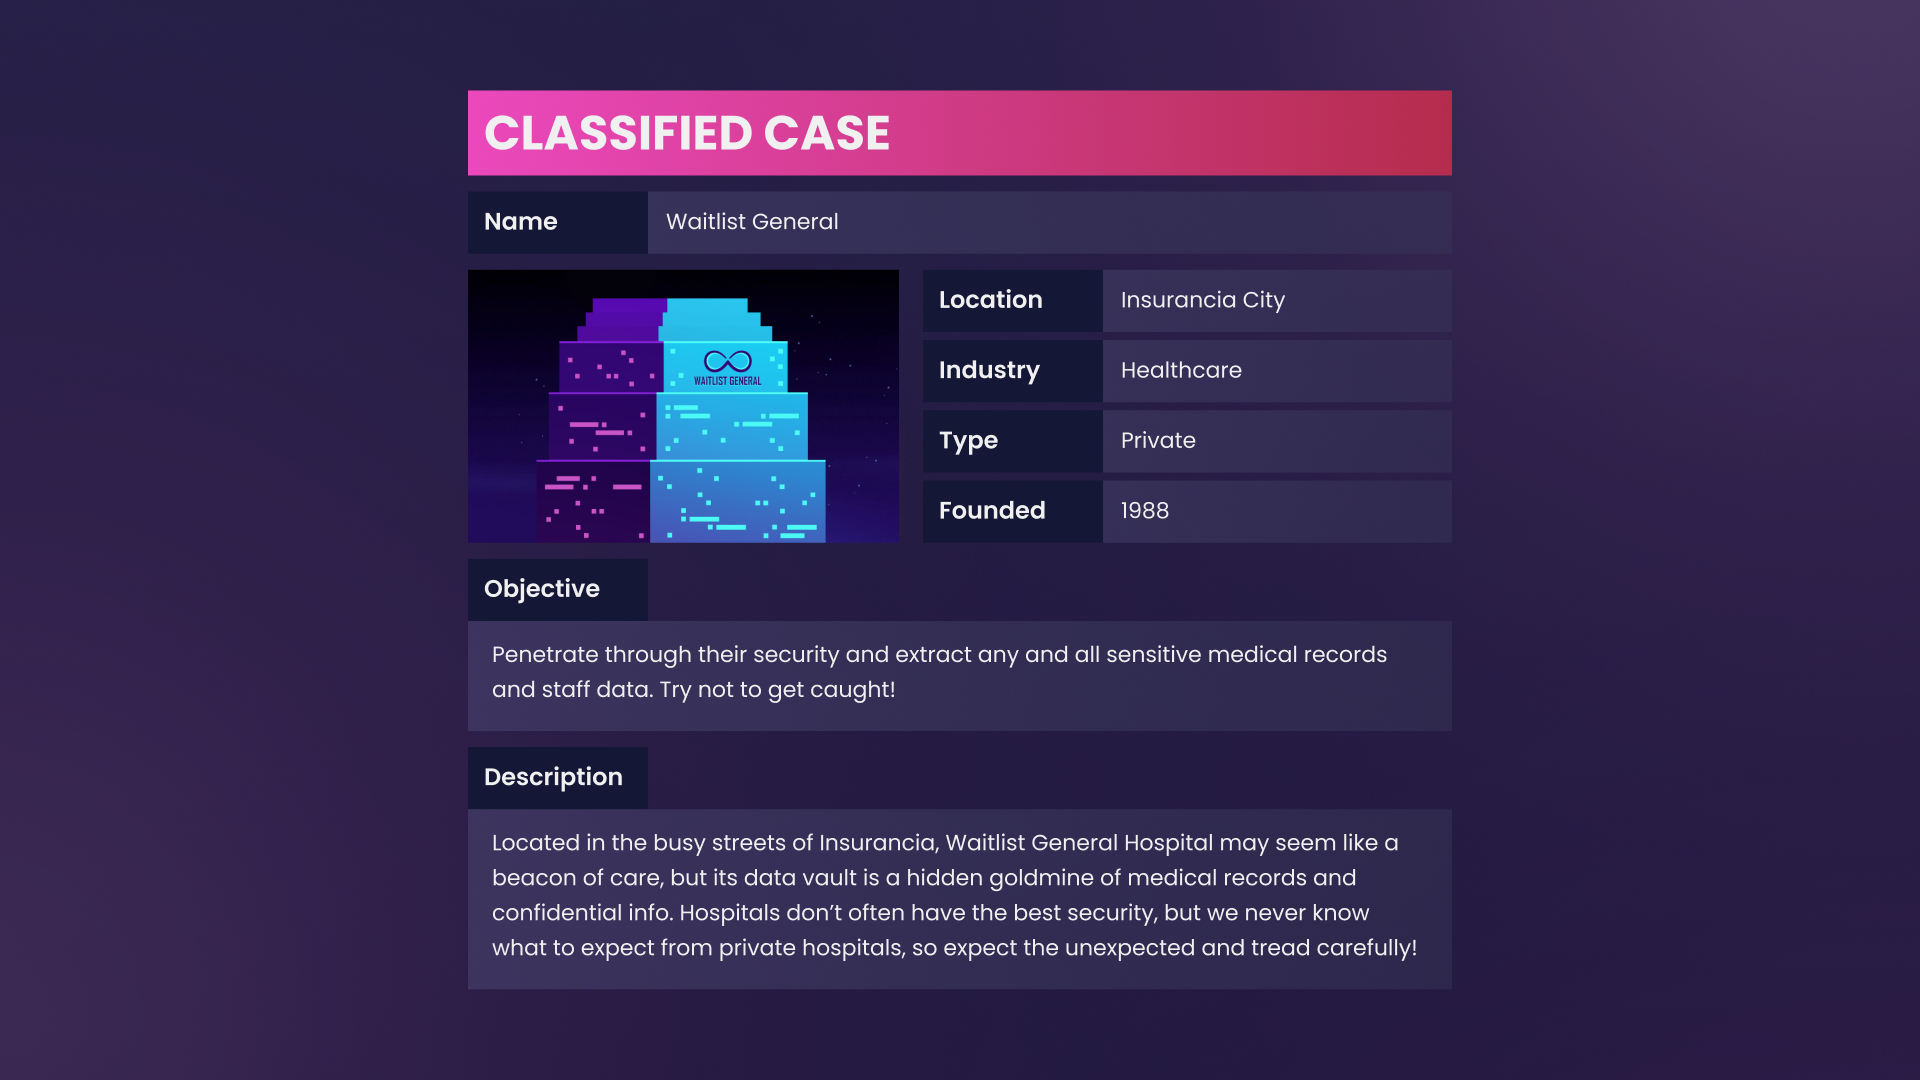 CLASSIFIED CASE
Name
Waitlist General
WAITLIST GENERAL
Location
Insurancia City
Industry
Healthcare
Type
Private
Founded
1988
Objective
Penetrate through their security and extract any and all sensitive medical records
and staff data. Try not to get caught!
Description
Located in the busy streets of Insurancia, Waitlist General Hospital may seem like a
beacon of care, but its data vault is a hidden goldmine of medical records and
confidential info. Hospitals don’t often have the best security, but we never know
what to expect from private hospitals, so expect the unexpected and tread carefully!